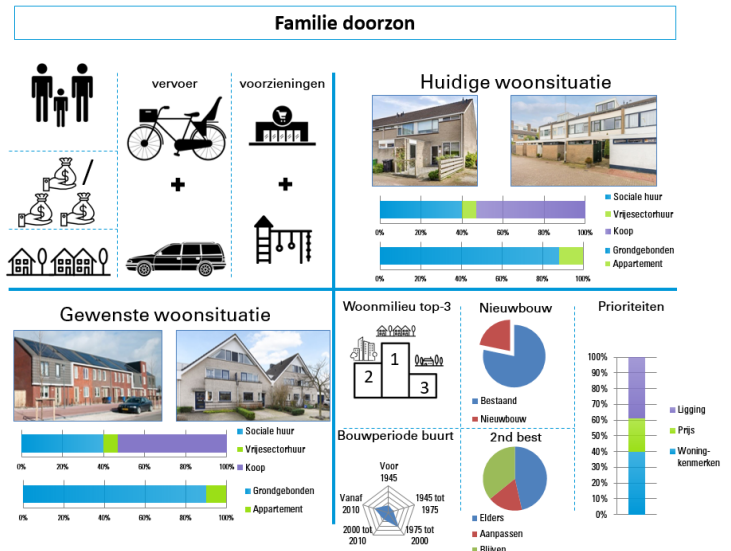 Familie doorzon
vervoer
voorzieningen
/
+
+
Huidige woonsituatie
Sociale huur
Vrijesectorhuur
Koop
0% 20% 40% 60% 80% 100%
Grondgebonden
Appartement
0% 20% 40% 60% 80% 100%
Gewenste woonsituatie
Sociale huur
Vrijesectorhuur
Koop
0% 20% 40% 60% 80% 100%
Grondgebonden
Appartement
0% 20% 40% 60% 80% 100%
Woonmilieu top-3
1
2
3
Nieuwbouw
Bestaand
Nieuwbouw
Prioriteiten
100%
90%
80%
70%
60%
50%
40%
30%
20%
10%
0%
Ligging
Prijs
Woning-
kenmerken
Bouwperiode buurt
Voor
1945
1945 tot
1975
1975 tot
2000
2000 tot
2010
Vanaf
2010
2nd best
Elders
Aanpassen
Blijven